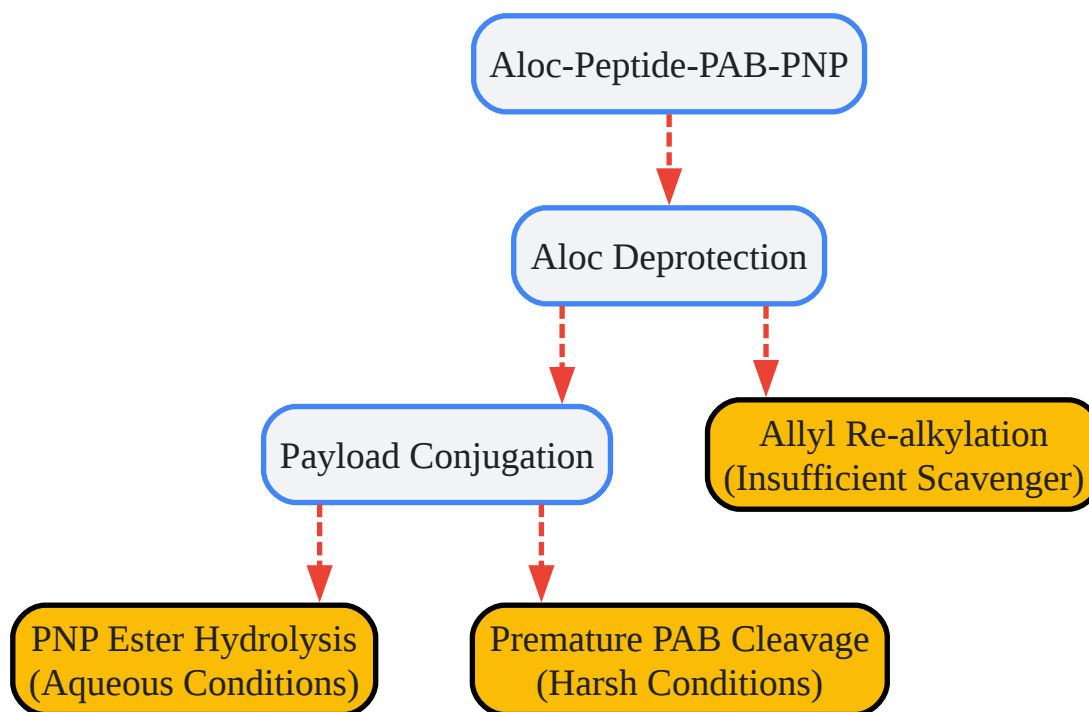 Aloc-Peptide-PAB-PNP
Aloc Deprotection
Payload Conjugation
Allyl Re-alkylation
(Insufficient Scavenger)
PNP Ester Hydrolysis
(Aqueous Conditions)
Premature PAB Cleavage
(Harsh Conditions)